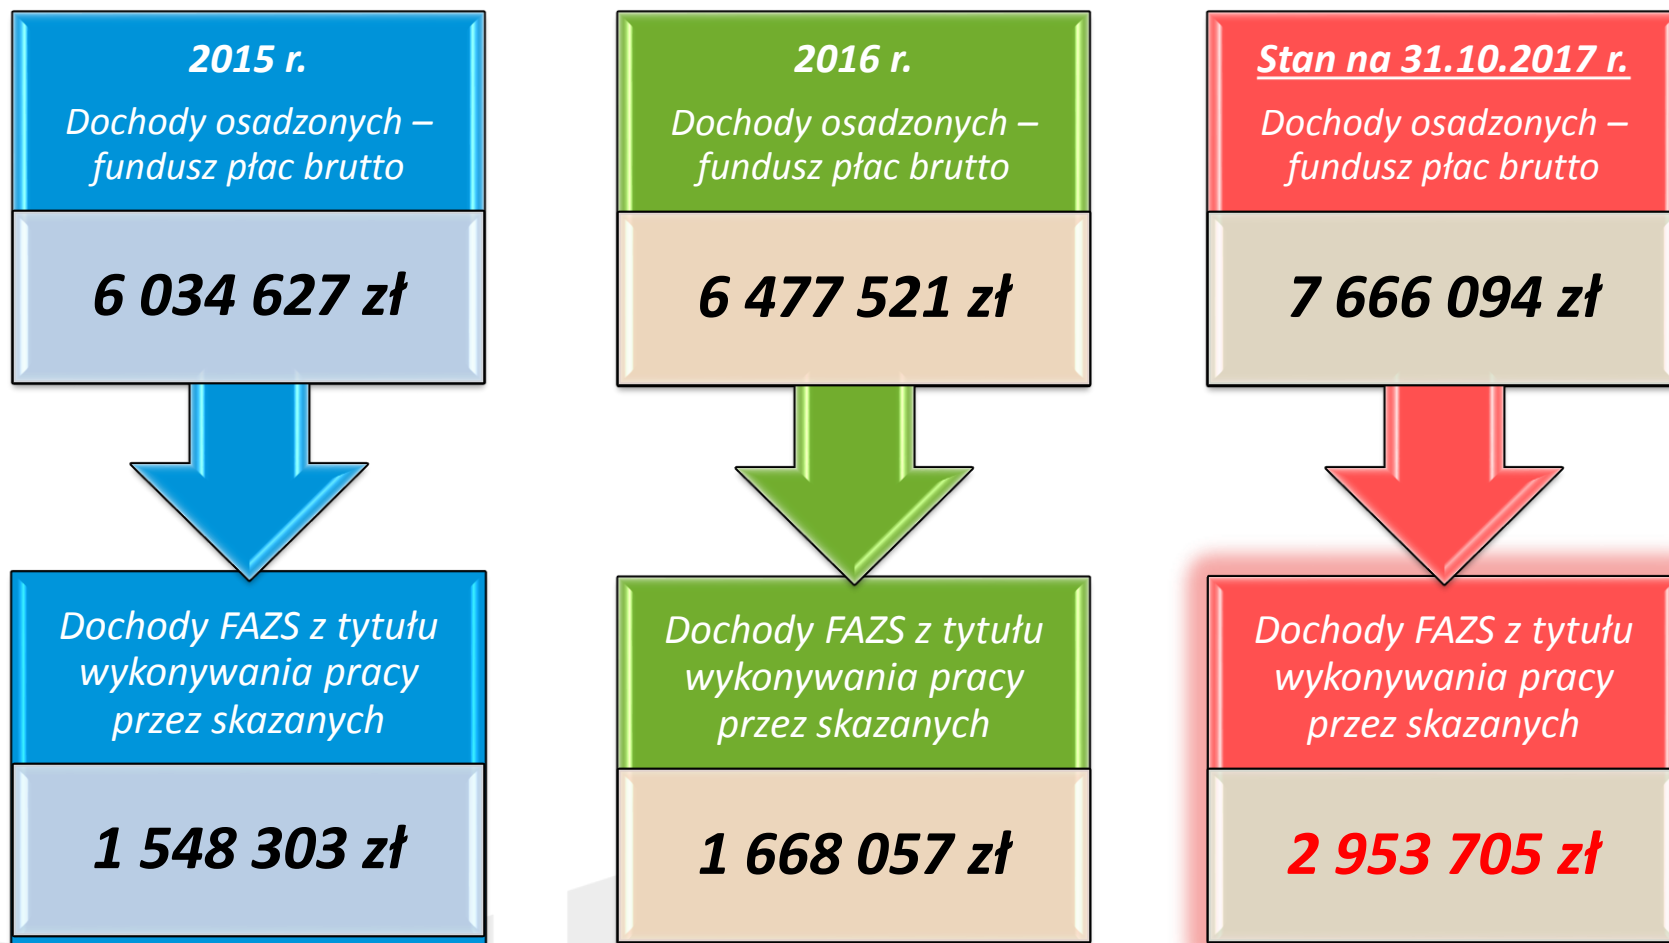 2015 r.
Dochody osadzonych –
fundusz płac brutto
6 034 627 zł
Dochody FAZS z tytułu
wykonywania pracy
przez skazanych
1 548 303 zł
2016 r.
Dochody osadzonych –
fundusz płac brutto
6 477 521 zł
Dochody FAZS z tytułu
wykonywania pracy
przez skazanych
1 668 057 zł
Stan na 31.10.2017 r.
Dochody osadzonych –
fundusz płac brutto
7 666 094 zł
Dochody FAZS z tytułu
wykonywania pracy
przez skazanych
2 953 705 zł